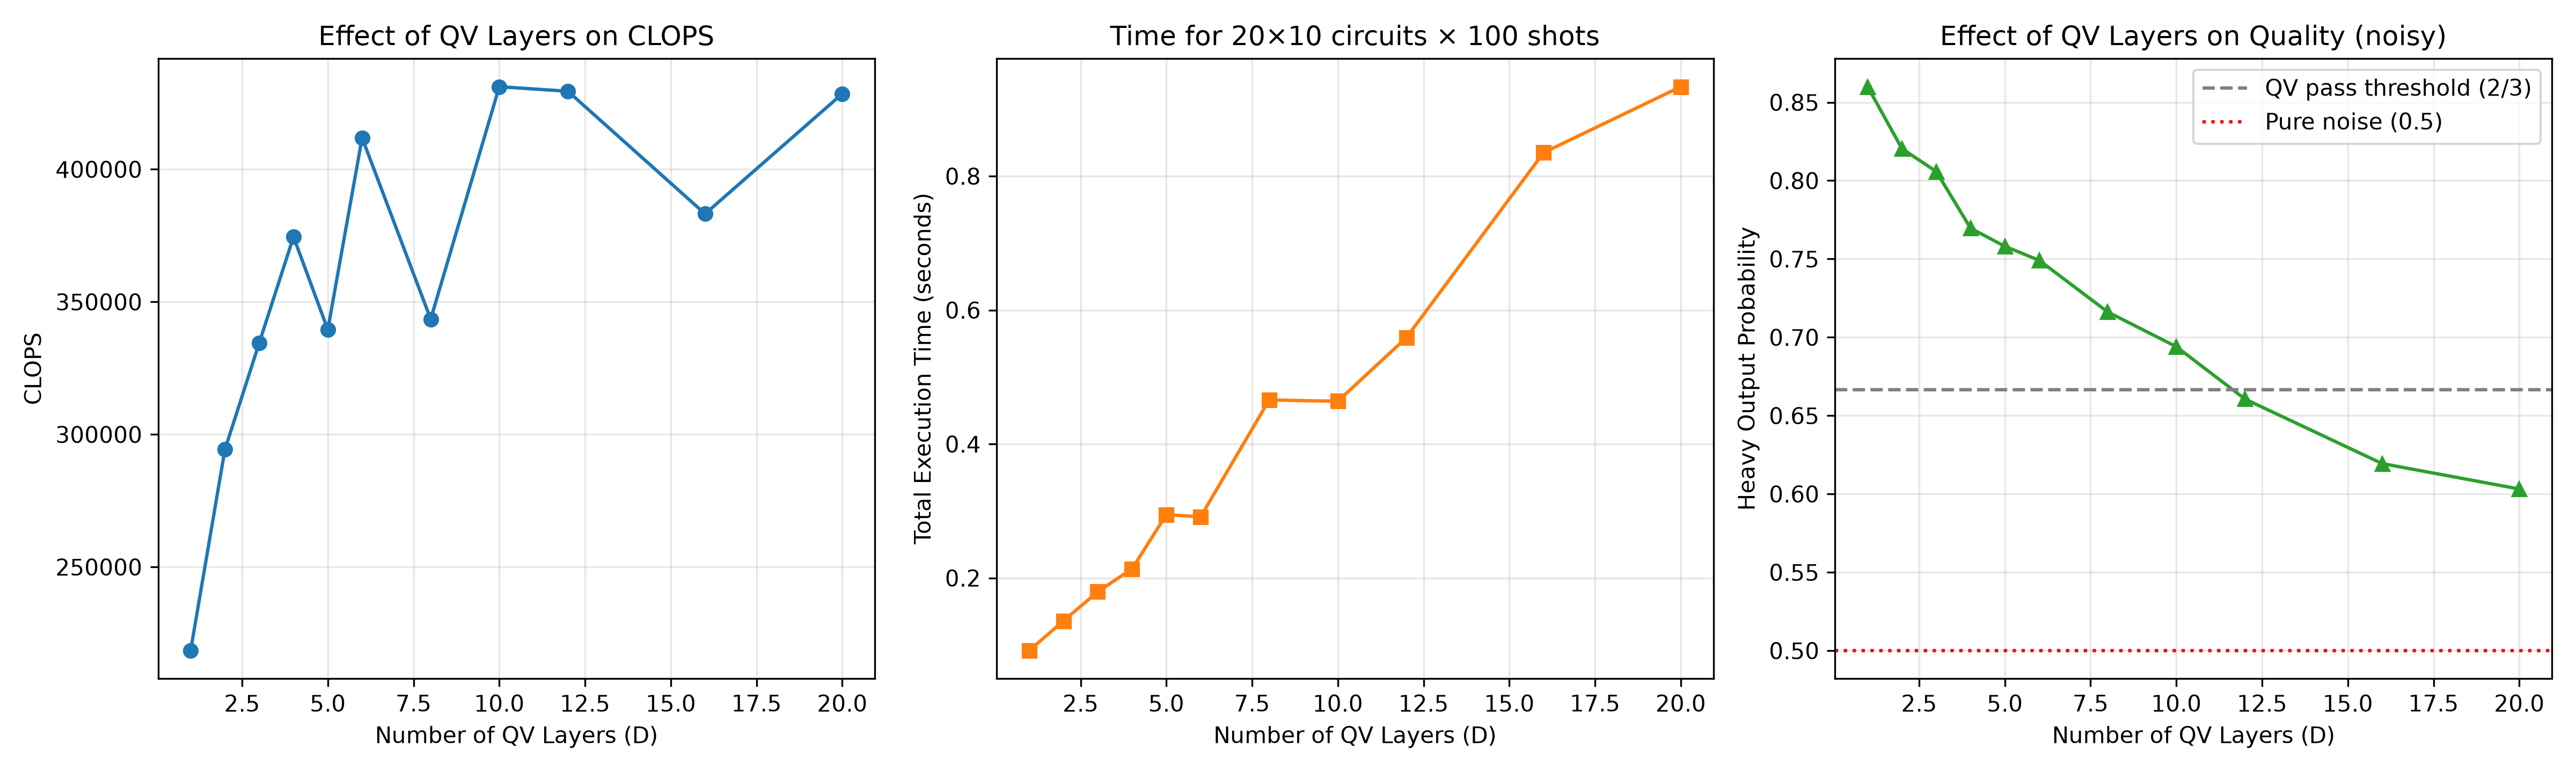 Effect of QV Layers on CLOPS
CLOPS
400000
350000
300000
250000
2.5 5.0 7.5 10.0 12.5 15.0 17.5 20.0
Number of QV Layers (D)
Time for 20×10 circuits × 100 shots
Total Execution Time (seconds)
0.8
0.6
0.4
0.2
2.5 5.0 7.5 10.0 12.5 15.0 17.5 20.0
Number of QV Layers (D)
Effect of QV Layers on Quality (noisy)
QV pass threshold (2/3)
Pure noise (0.5)
Heavy Output Probability
0.85
0.80
0.75
0.70
0.65
0.60
0.55
0.50
2.5 5.0 7.5 10.0 12.5 15.0 17.5 20.0
Number of QV Layers (D)